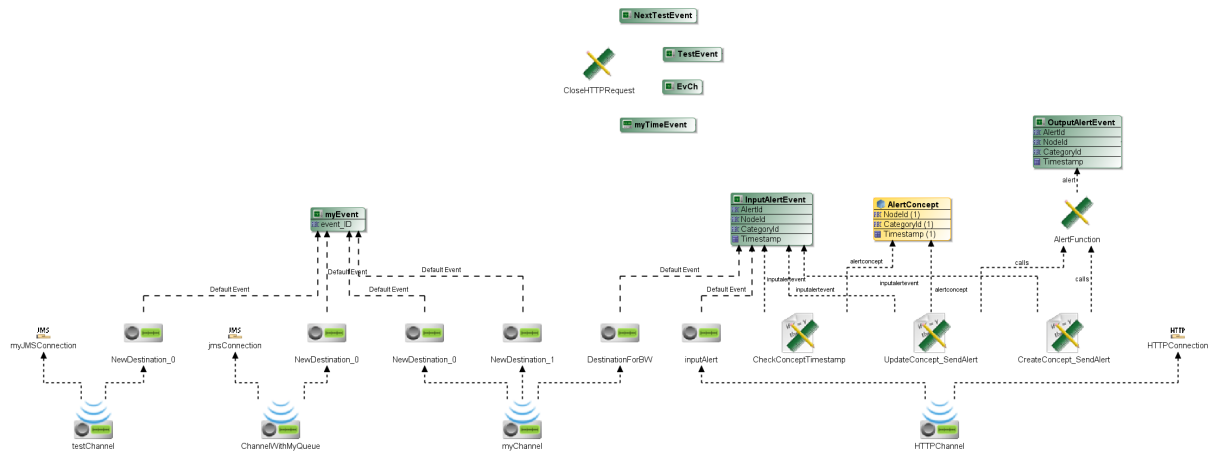 NextTestEvent
TestEvent
CloseHTTPRequest
EvCh
myTimeEvent
OutputAlertEvent
AlertId
NodeId
CategoryId
Timestamp
alert
InputAlertEvent
AlertId
NodeId
CategoryId
Timestamp
AlertConcept
NodeId (1)
CategoryId (1)
Timestamp (1)
myEvent
event_ID
AlertFunction
alertconcept
calls
Default Event
Default Event
Default Event
inputalertevent
calls
inputalertevent
Default Event
Default Event
Default Event
inputalertevent
alertconcept
JMS
myJMSConnection
NewDestination_0
JMS
jmsConnection
NewDestination_0
NewDestination_0
NewDestination_1
DestinationForBW
inputAlert
CheckConceptTimestamp
UpdateConcept_SendAlert
CreateConcept_SendAlert
HTTP
HTTPConnection
testChannel
ChannelWithMyQueue
myChannel
HTTPChannel